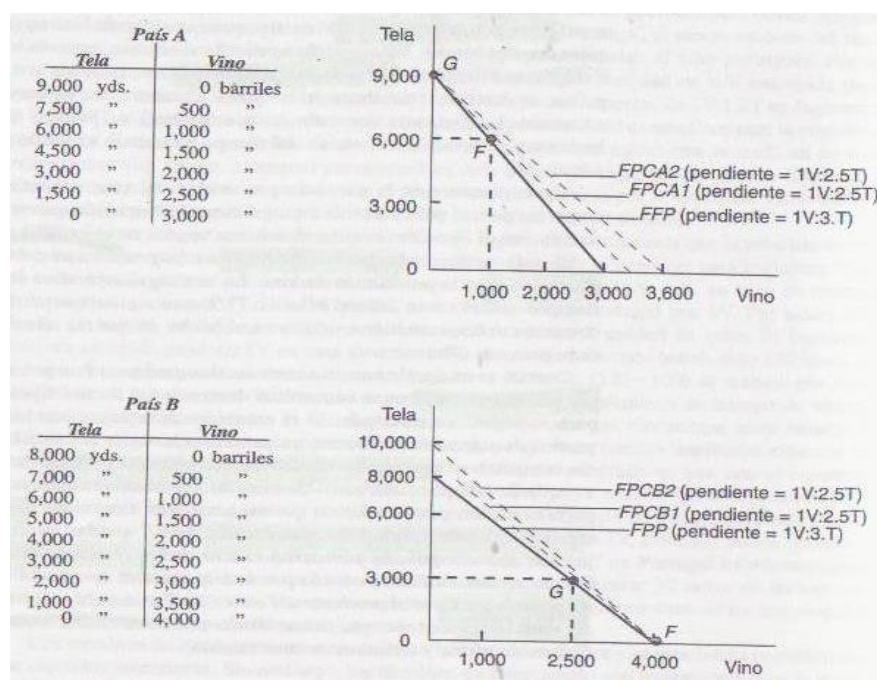 País A
Tela Vino
9,000 yds. 0 barriles
7,500 " 500 "
6,000 " 1,000 "
4,500 " 1,500 "
3,000 " 2,000 "
1,500 " 2,500 "
0 " 3,000 "
Tela
9,000
G
6,000
F
3,000
0
FPCA2 (pendiente = 1V:2.5T)
FPCA1 (pendiente = 1V:2.5T)
FFP (pendiente = 1V:3.T)
1,000 2,000 3,000 3,600 Vino
País B
Tela Vino
8,000 yds. 0 barriles
7,000 " 500 "
6,000 " 1,000 "
5,000 " 1,500 "
4,000 " 2,000 "
3,000 " 2,500 "
2,000 " 3,000 "
1,000 " 3,500 "
0 " 4,000 "
Tela
10,000
8,000
6,000
3,000
0
FPCB2 (pendiente = 1V:2.5T)
FPCB1 (pendiente = 1V:2.5T)
FPP (pendiente = 1V:3.T)
G
F
1,000 2,500 4,000 Vino